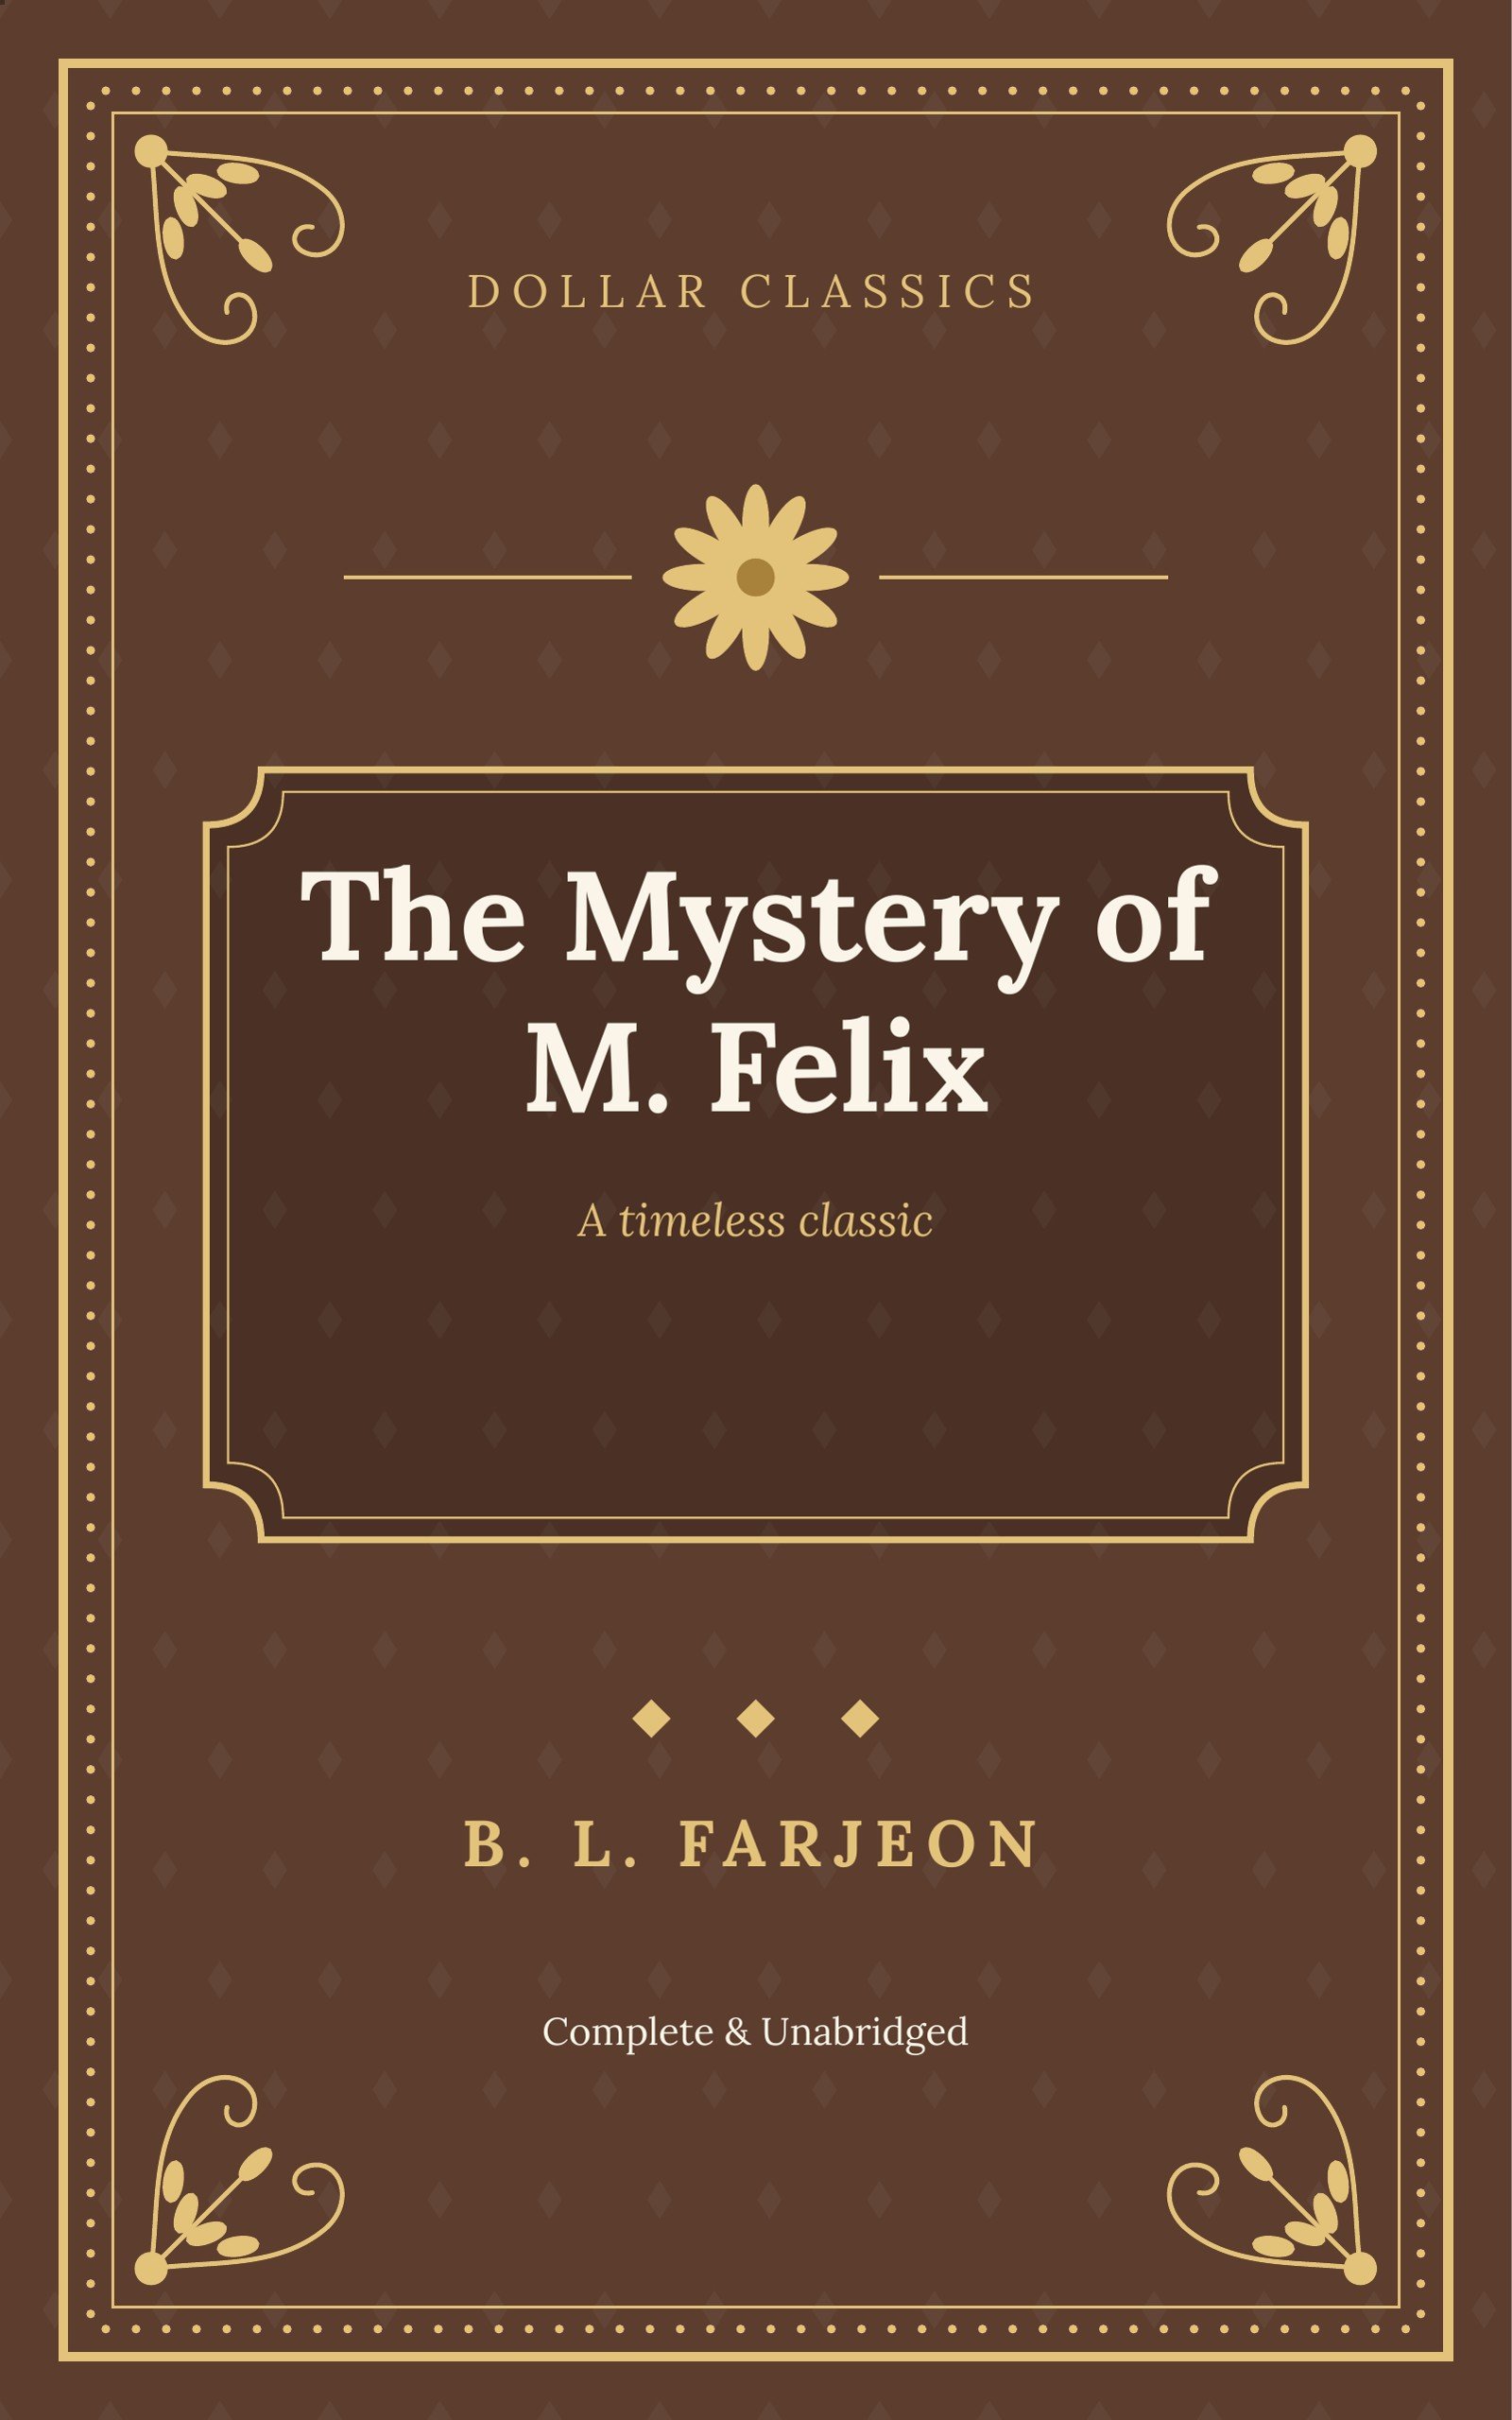 DOLLAR CLASSICS
The Mystery of
M. Felix
A timeless classic
B. L. FARJEON
Complete & Unabridged